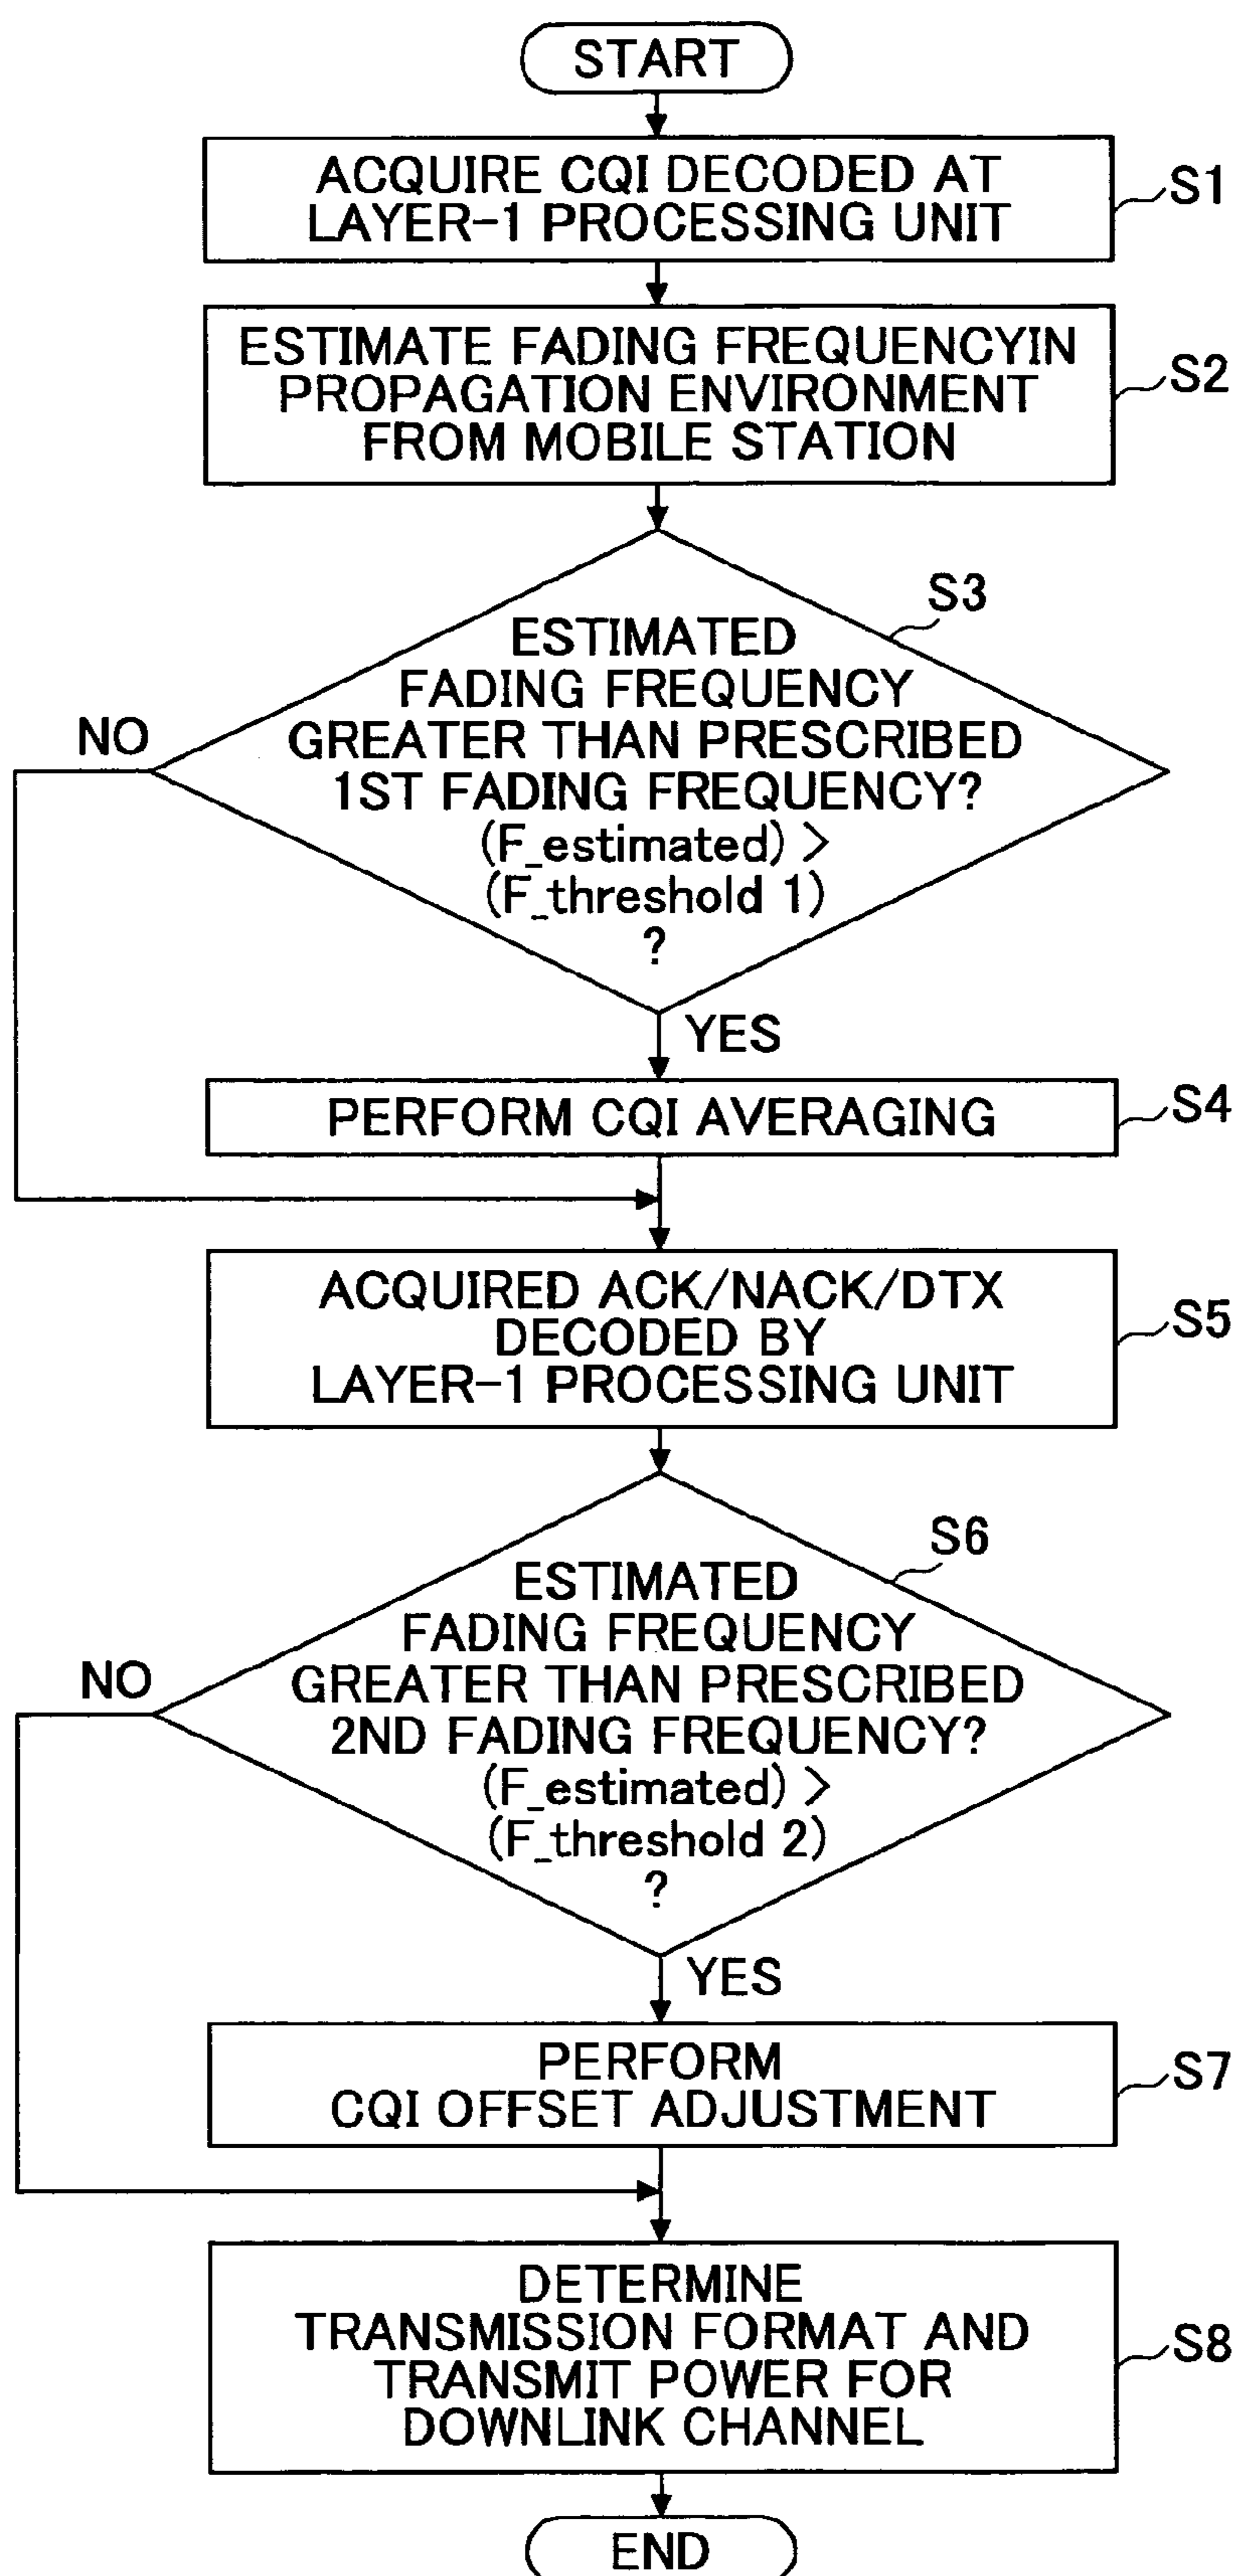 START
ACQUIRE CQI DECODED AT
LAYER-1 PROCESSING UNIT
S1
ESTIMATE FADING FREQUENCYIN
PROPAGATION ENVIRONMENT
FROM MOBILE STATION
S2
S3
ESTIMATED
FADING FREQUENCY
GREATER THAN PRESCRIBED
1ST FADING FREQUENCY?
(F_estimated) >
(F_threshold 1)
?
NO
YES
PERFORM CQI AVERAGING
S4
ACQUIRED ACK/NACK/DTX
DECODED BY
LAYER-1 PROCESSING UNIT
S5
S6
ESTIMATED
FADING FREQUENCY
GREATER THAN PRESCRIBED
2ND FADING FREQUENCY?
(F_estimated) >
(F_threshold 2)
?
NO
YES
PERFORM
CQI OFFSET ADJUSTMENT
S7
DETERMINE
TRANSMISSION FORMAT AND
TRANSMIT POWER FOR
DOWNLINK CHANNEL
S8
END